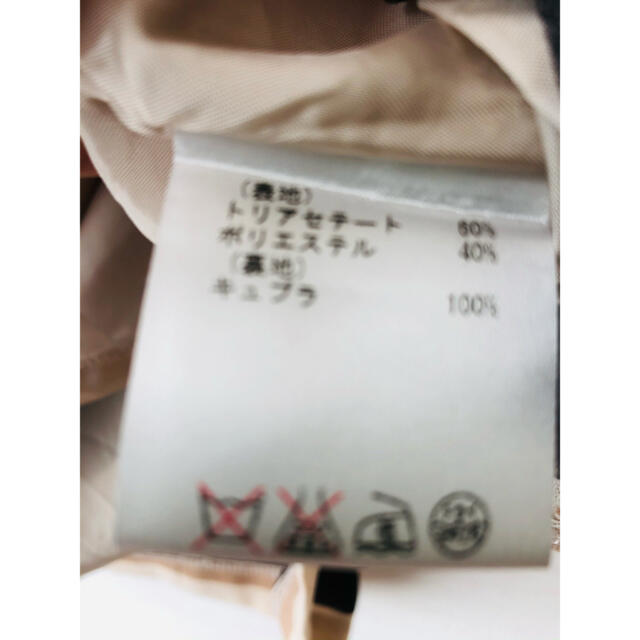 (表地)
トリアセテート 60%
ポリエステル 40%
(裏地)
キュプラ 100%